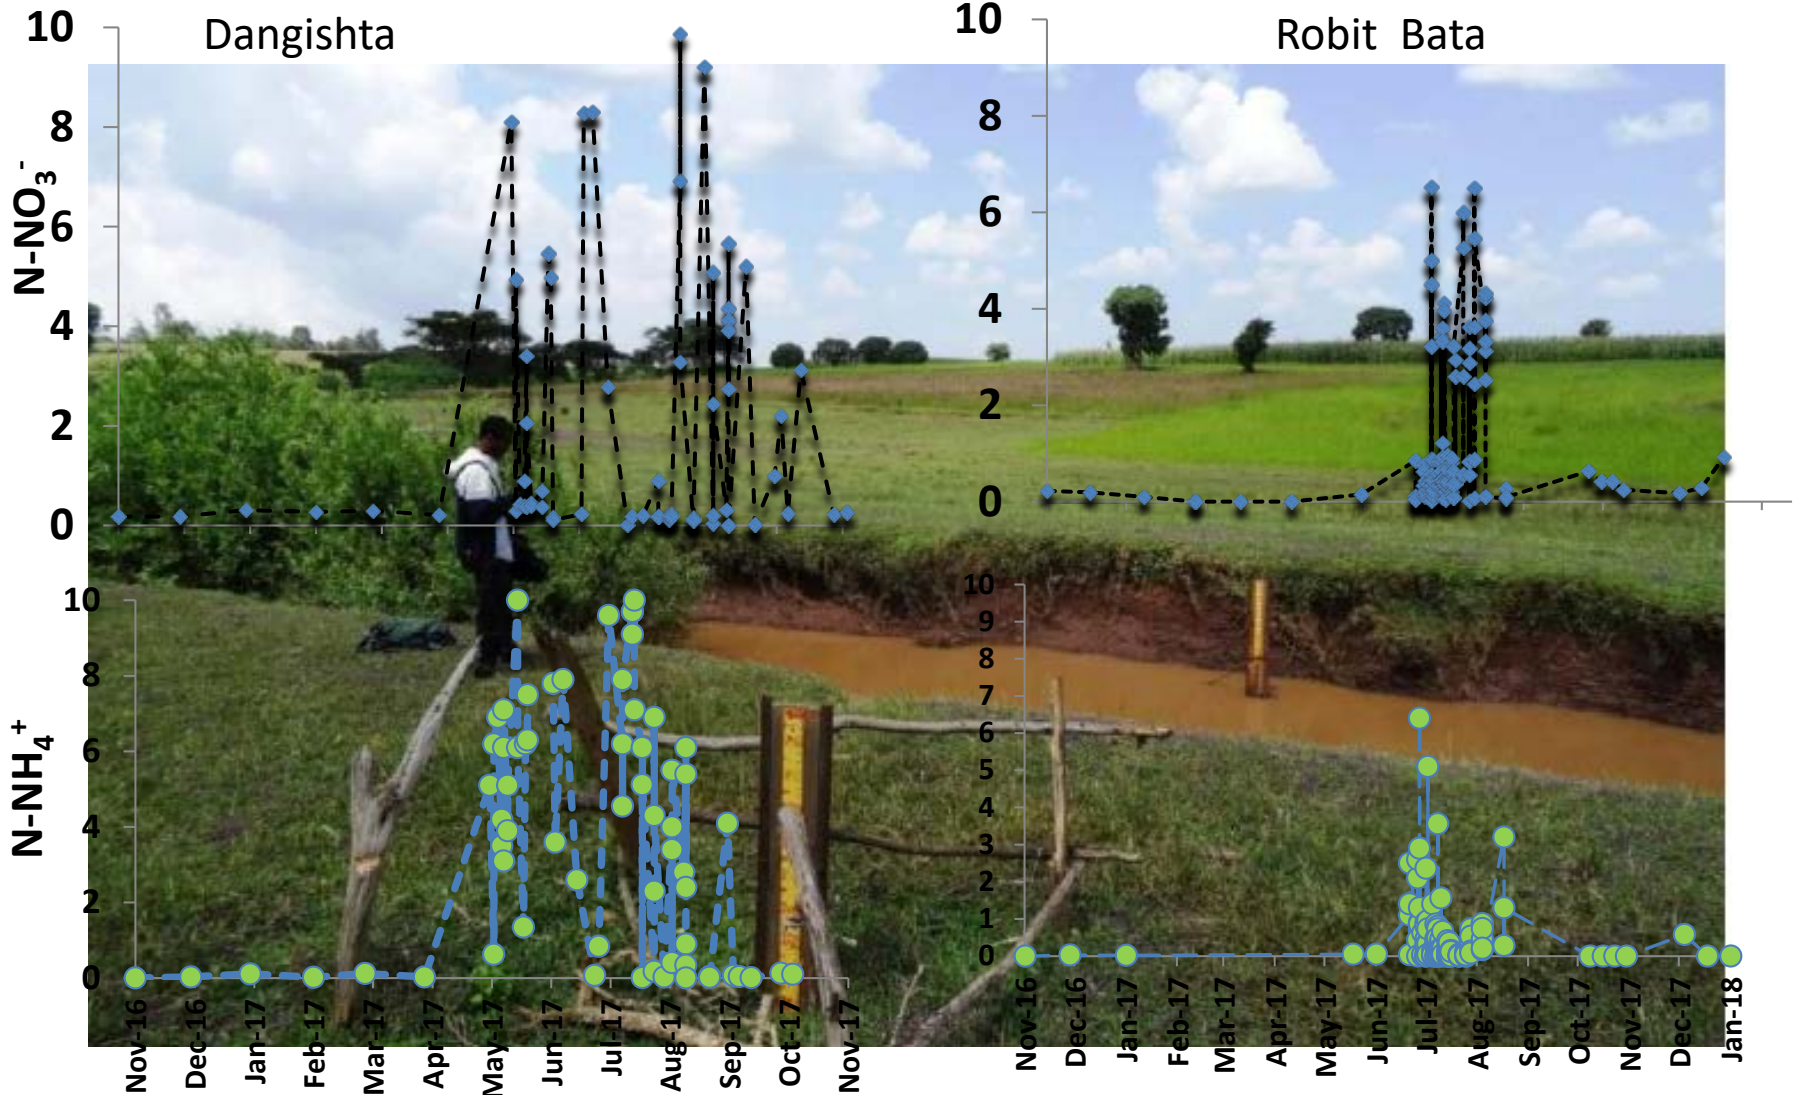 Dangishta
Robit Bata
N-NO3-
10
8
6
4
2
0
10
8
6
4
2
0
N-NH4+
10
8
6
4
2
0
Nov-16
Dec-16
Jan-17
Feb-17
Mar-17
Apr-17
May-17
Jun-17
Jul-17
Aug-17
Sep-17
Oct-17
Nov-17
10
9
8
7
6
5
4
3
2
1
0
Nov-16
Dec-16
Jan-17
Feb-17
Mar-17
Apr-17
May-17
Jun-17
Jul-17
Aug-17
Sep-17
Oct-17
Nov-17
Dec-17
Jan-18